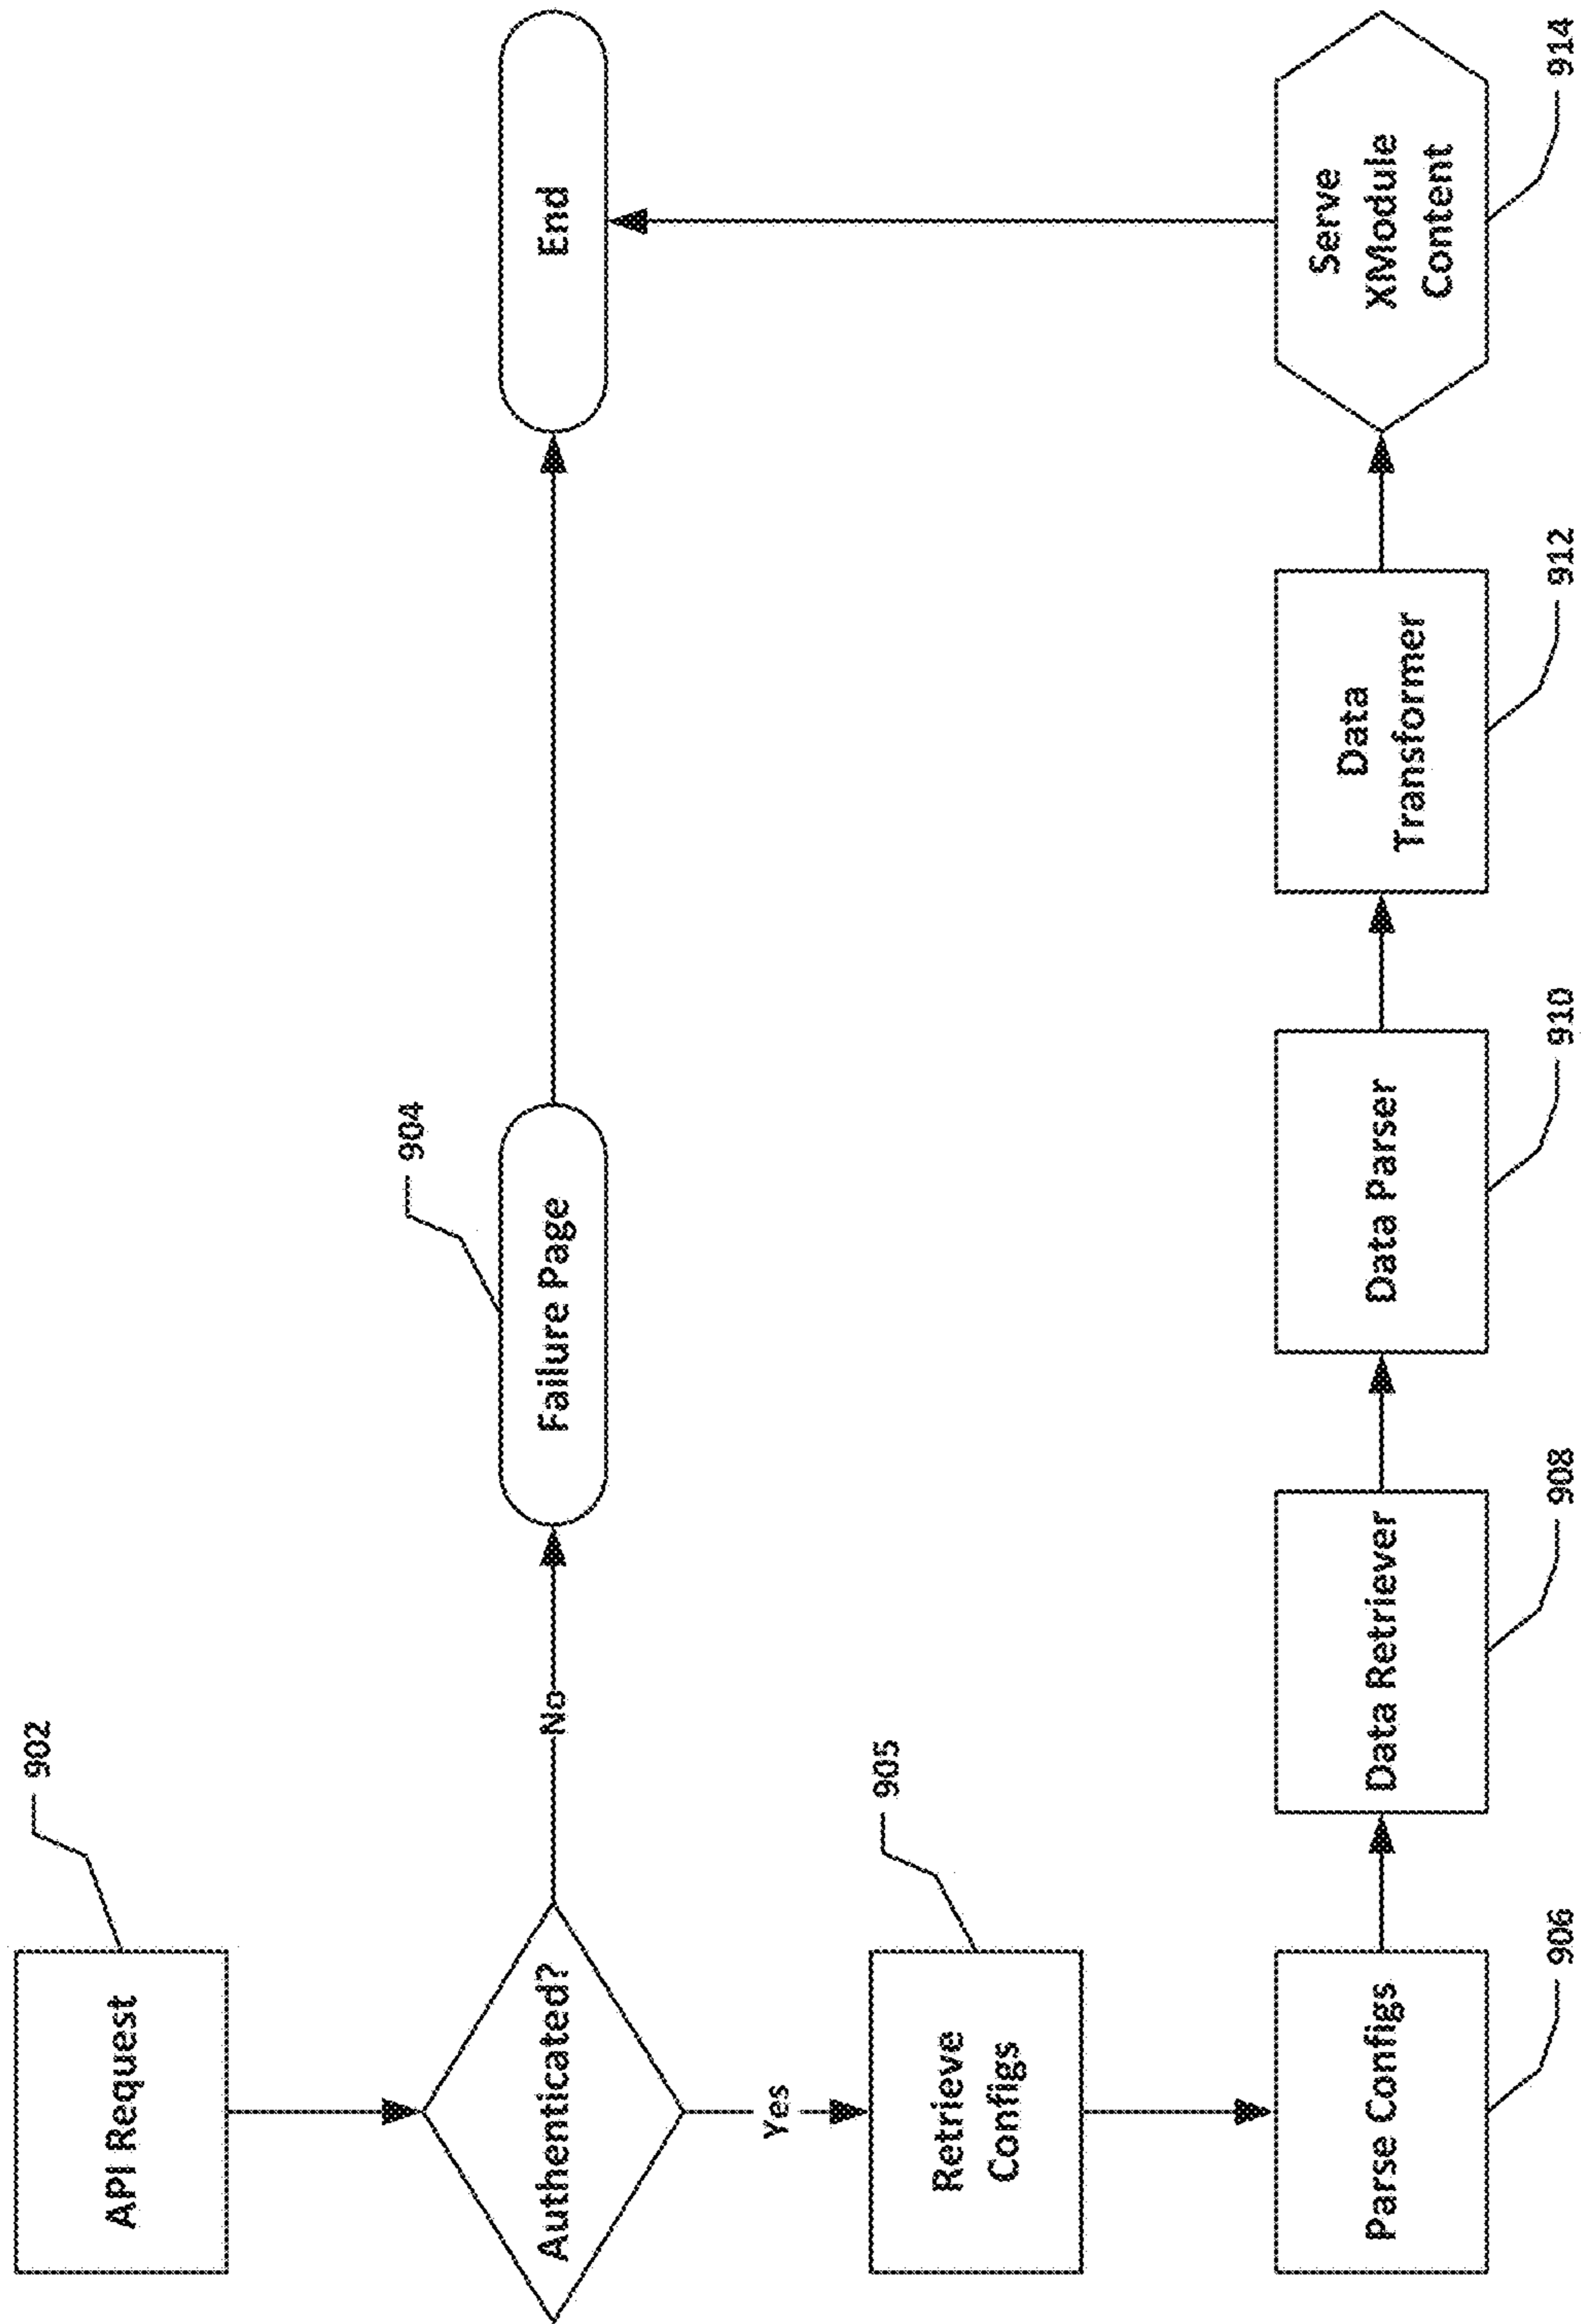 API Request
902
Authenticated?
No
Failure Page
904
End
Yes
Retrieve
Configs
905
Parse Configs
906
Data Retriever
908
Data Parser
910
Data
Transformer
912
Serve
XModule
Content
914